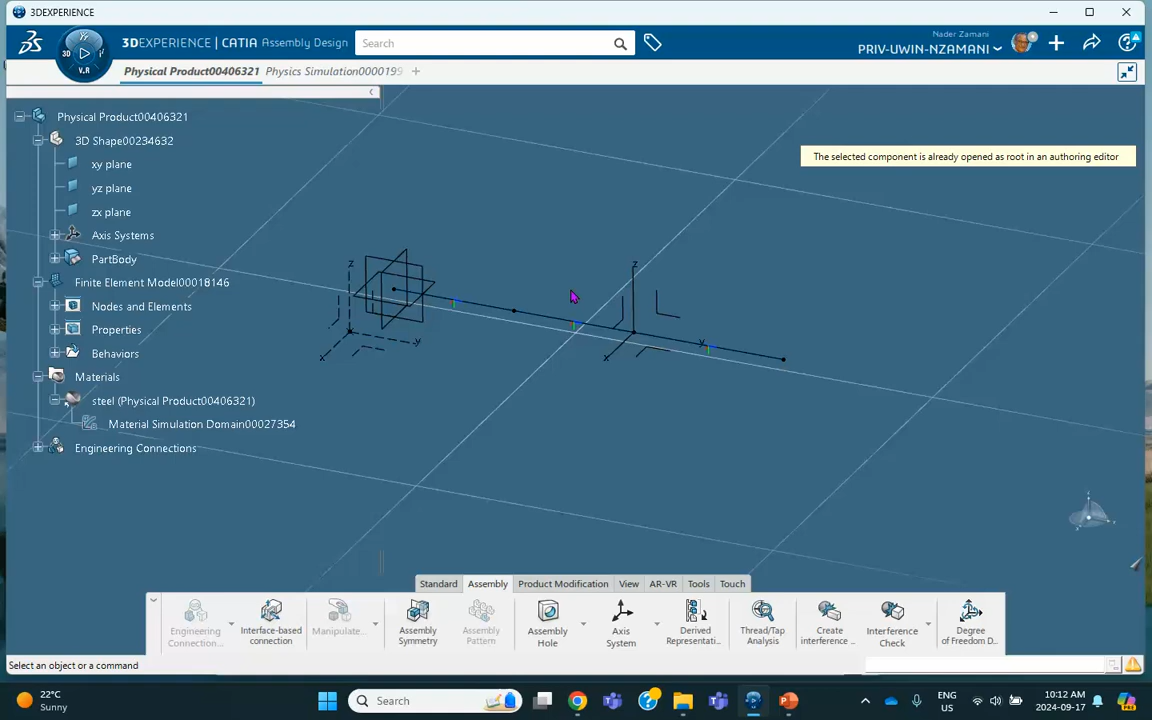 3DEXPERIENCE
3DEXPERIENCE | CATIA Assembly Design
Search
Nader Zamani
PRIV-UWIN-NZAMANI
3D
V.R
Physical Product00406321
Physics Simulation0000199
Physical Product00406321
3D Shape00234632
xy plane
yz plane
zx plane
Axis Systems
PartBody
Finite Element Model00018146
Nodes and Elements
Properties
Behaviors
Materials
steel (Physical Product00406321)
Material Simulation Domain00027354
Engineering Connections
The selected component is already opened as root in an authoring editor
z
x
y
z
x
y
Standard
Assembly
Product Modification
View
AR-VR
Tools
Touch
Engineering
Connection...
Interface-based
connection
Manipulate...
Assembly
Symmetry
Assembly
Pattern
Assembly
Hole
Axis
System
Derived
Representati...
Thread/Tap
Analysis
Create
interference ...
Interference
Check
Degree
of Freedom D...
Select an object or a command
22°C
Sunny
Search
ENG
US
10:12 AM
2024-09-17